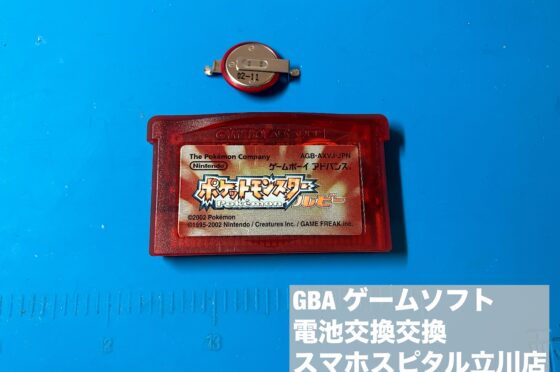 02-11
The Pokémon Company
AGB-AXVJ-JPN
Nintendo
ゲームボーイ アドバンス
ポケットモンスター
ルビー
©2002 Pokémon
©1995-2002 Nintendo / Creatures Inc. / GAME FREAK inc.
GBA ゲームソフト
電池交換交換
スマホスピタル立川店
13